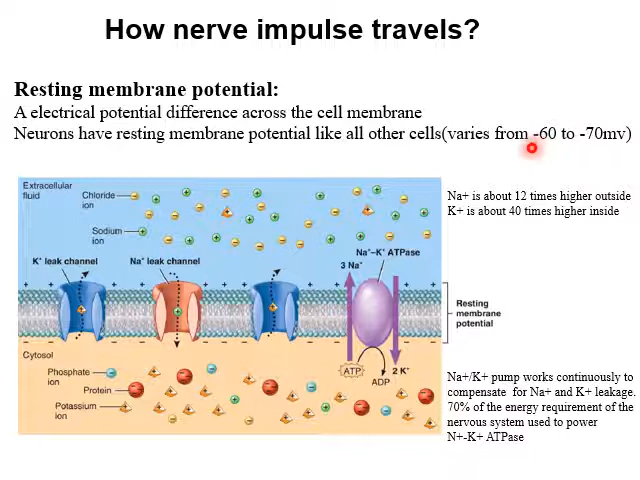 How nerve impulse travels?
Resting membrane potential:
A electrical potential difference across the cell membrane
Neurons have resting membrane potential like all other cells(varies from -60 to -70mv)
Extracellular
fluid
Chloride
ion
Sodium
ion
Na+ is about 12 times higher outside
K+ is about 40 times higher inside
K+ leak channel
Na+ leak channel
Na+–K+ ATPase
3 Na+
Resting
membrane
potential
Cytosol
Phosphate
ion
Protein
Potassium
ion
ATP
ADP
2 K+
Na+/K+ pump works continuously to
compensate for Na+ and K+ leakage.
70% of the energy requirement of the
nervous system used to power
N+-K+ ATPase